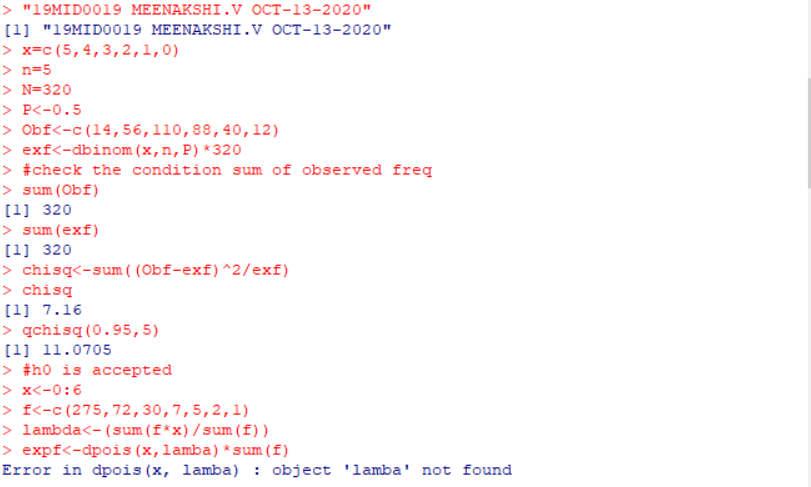 > "19MID0019 MEENAKSHI.V OCT-13-2020"
[1] "19MID0019 MEENAKSHI.V OCT-13-2020"
> x=c(5,4,3,2,1,0)
> n=5
> N=320
> P<-0.5
> Obf<-c(14,56,110,88,40,12)
> exf<-dbinom(x,n,P)*320
> #check the condition sum of observed freq
> sum(Obf)
[1] 320
> sum(exf)
[1] 320
> chisq<-sum((Obf-exf)^2/exf)
> chisq
[1] 7.16
> qchisq(0.95,5)
[1] 11.0705
> #h0 is accepted
> x<-0:6
> f<-c(275,72,30,7,5,2,1)
> lambda<-(sum(f*x)/sum(f))
> expf<-dpois(x,lamba)*sum(f)
Error in dpois(x, lamba) : object 'lamba' not found